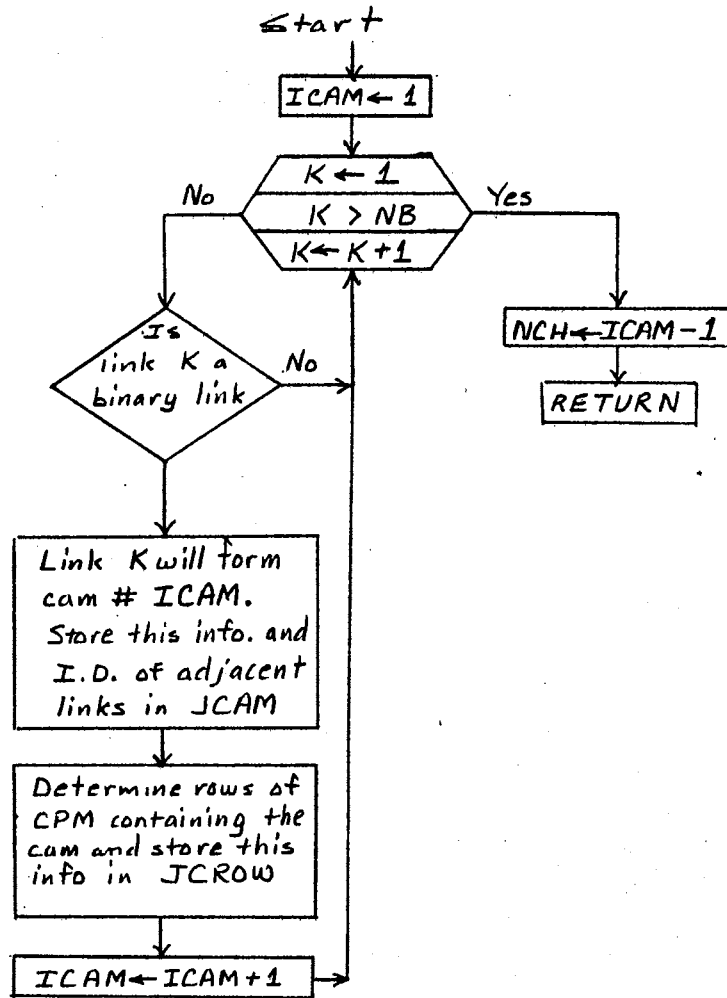 Start
ICAM ← 1
K ← 1
No
Yes
K > NB
K ← K + 1
NCH ← ICAM - 1
Is
link K a
No
binary link
RETURN
Link K will form
cam # ICAM.
Store this info. and
I.D. of adjacent
links in JCAM
Determine rows of
CPM containing the
cam and store this
info in JCROW
ICAM ← ICAM + 1